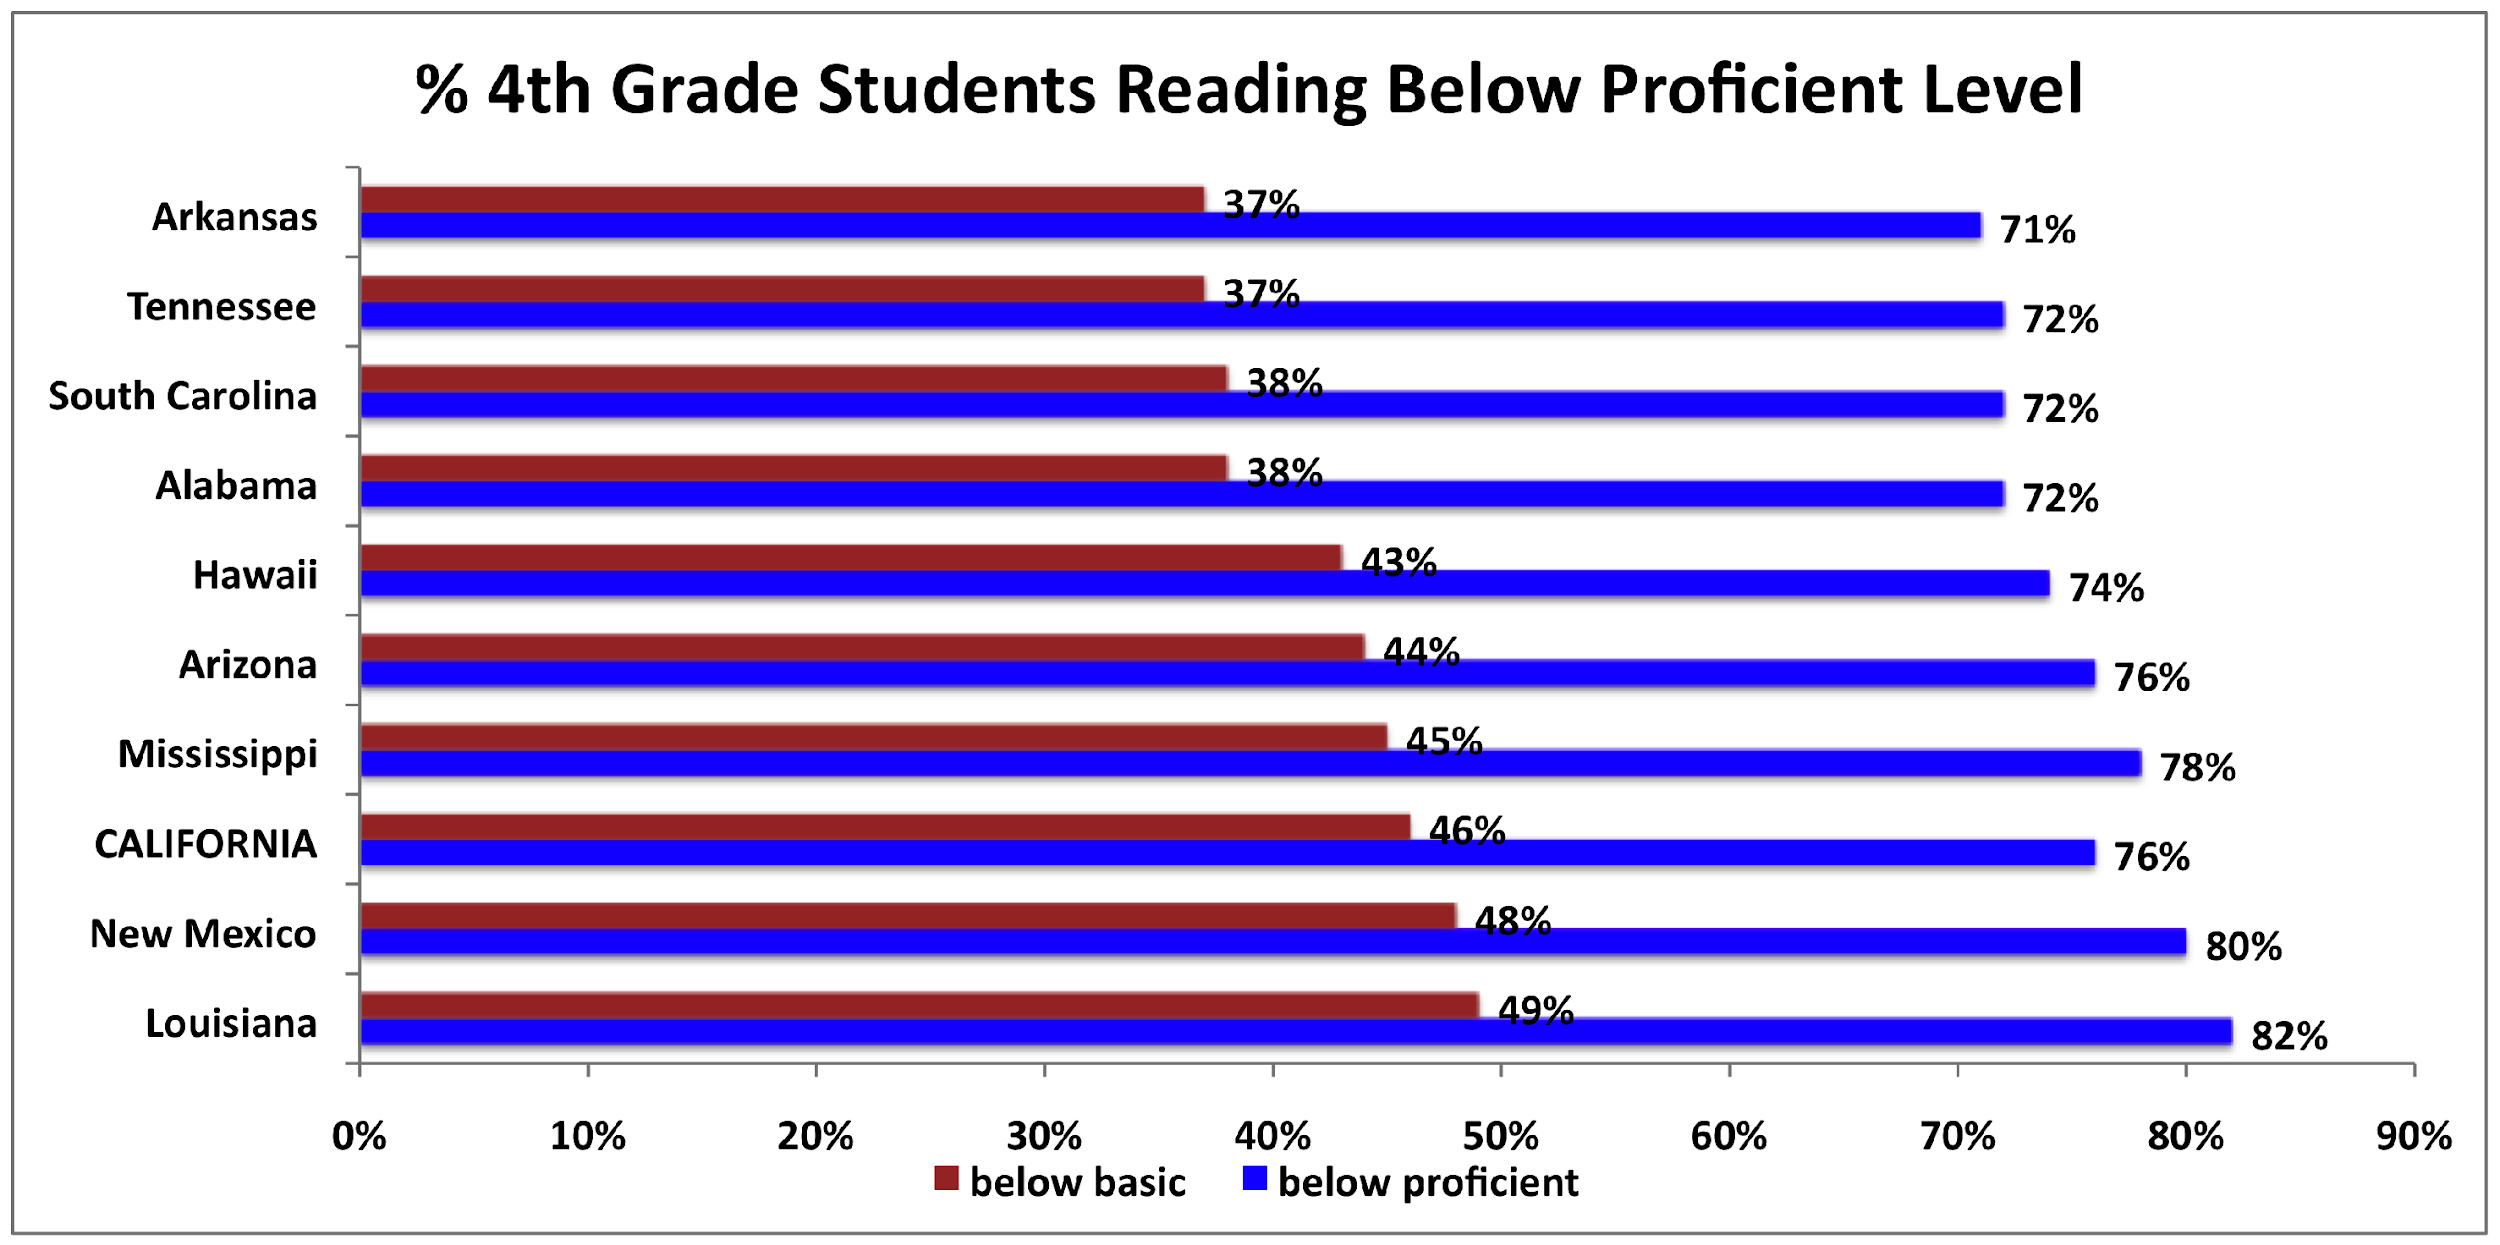 % 4th Grade Students Reading Below Proficient Level
Arkansas 37% 71%
Tennessee 37% 72%
South Carolina 38% 72%
Alabama 38% 72%
Hawaii 43% 74%
Arizona 44% 76%
Mississippi 45% 78%
CALIFORNIA 46% 76%
New Mexico 48% 80%
Louisiana 49% 82%
0% 10% 20% 30% 40% 50% 60% 70% 80% 90%
below basic below proficient